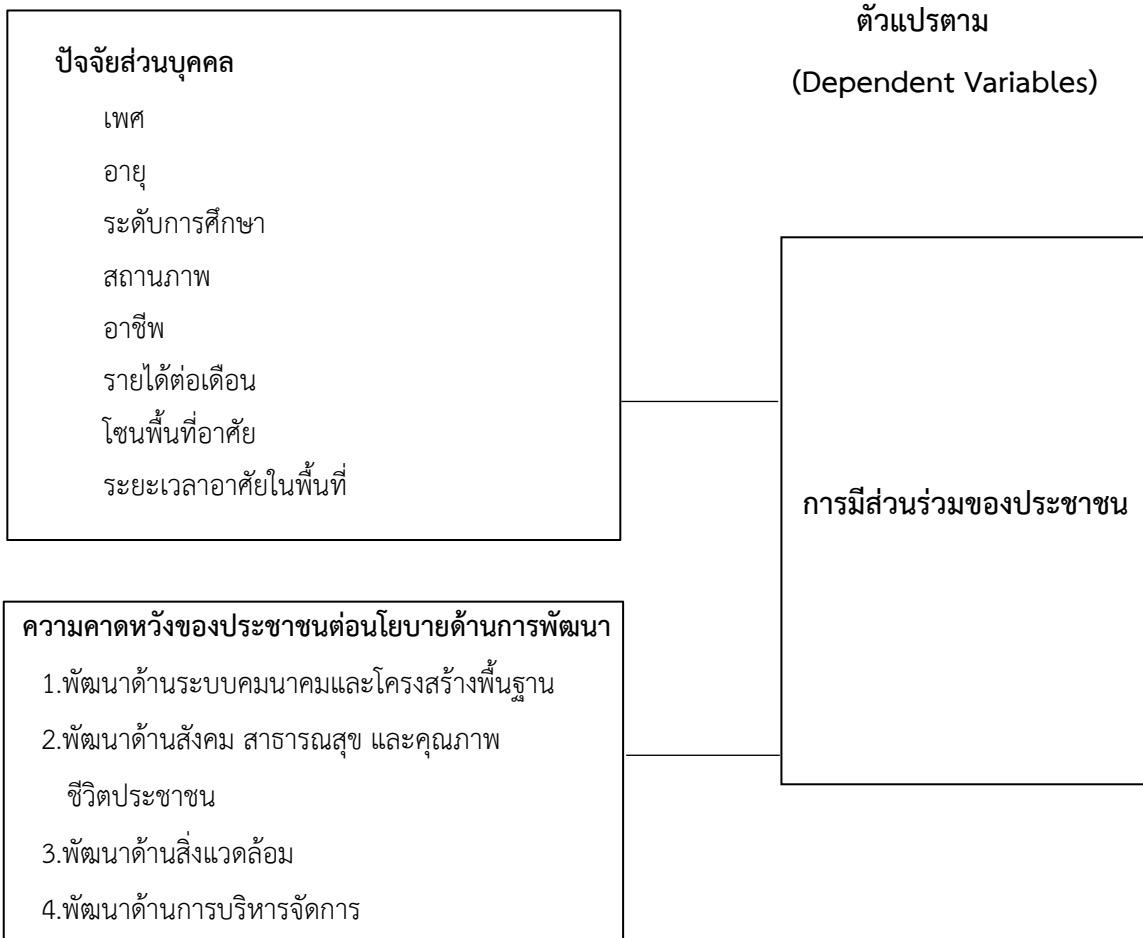 ตัวแปรตาม
(Dependent Variables)
ปัจจัยส่วนบุคคล
เพศ
อายุ
ระดับการศึกษา
สถานภาพ
อาชีพ
รายได้ต่อเดือน
โซนพื้นที่อาศัย
ระยะเวลาอาศัยในพื้นที่
การมีส่วนร่วมของประชาชน
ความคาดหวังของประชาชนต่อนโยบายด้านการพัฒนา
1.พัฒนาด้านระบบคมนาคมและโครงสร้างพื้นฐาน
2.พัฒนาด้านสังคม สาธารณสุข และคุณภาพ
ชีวิตประชาชน
3.พัฒนาด้านสิ่งแวดล้อม
4.พัฒนาด้านการบริหารจัดการ